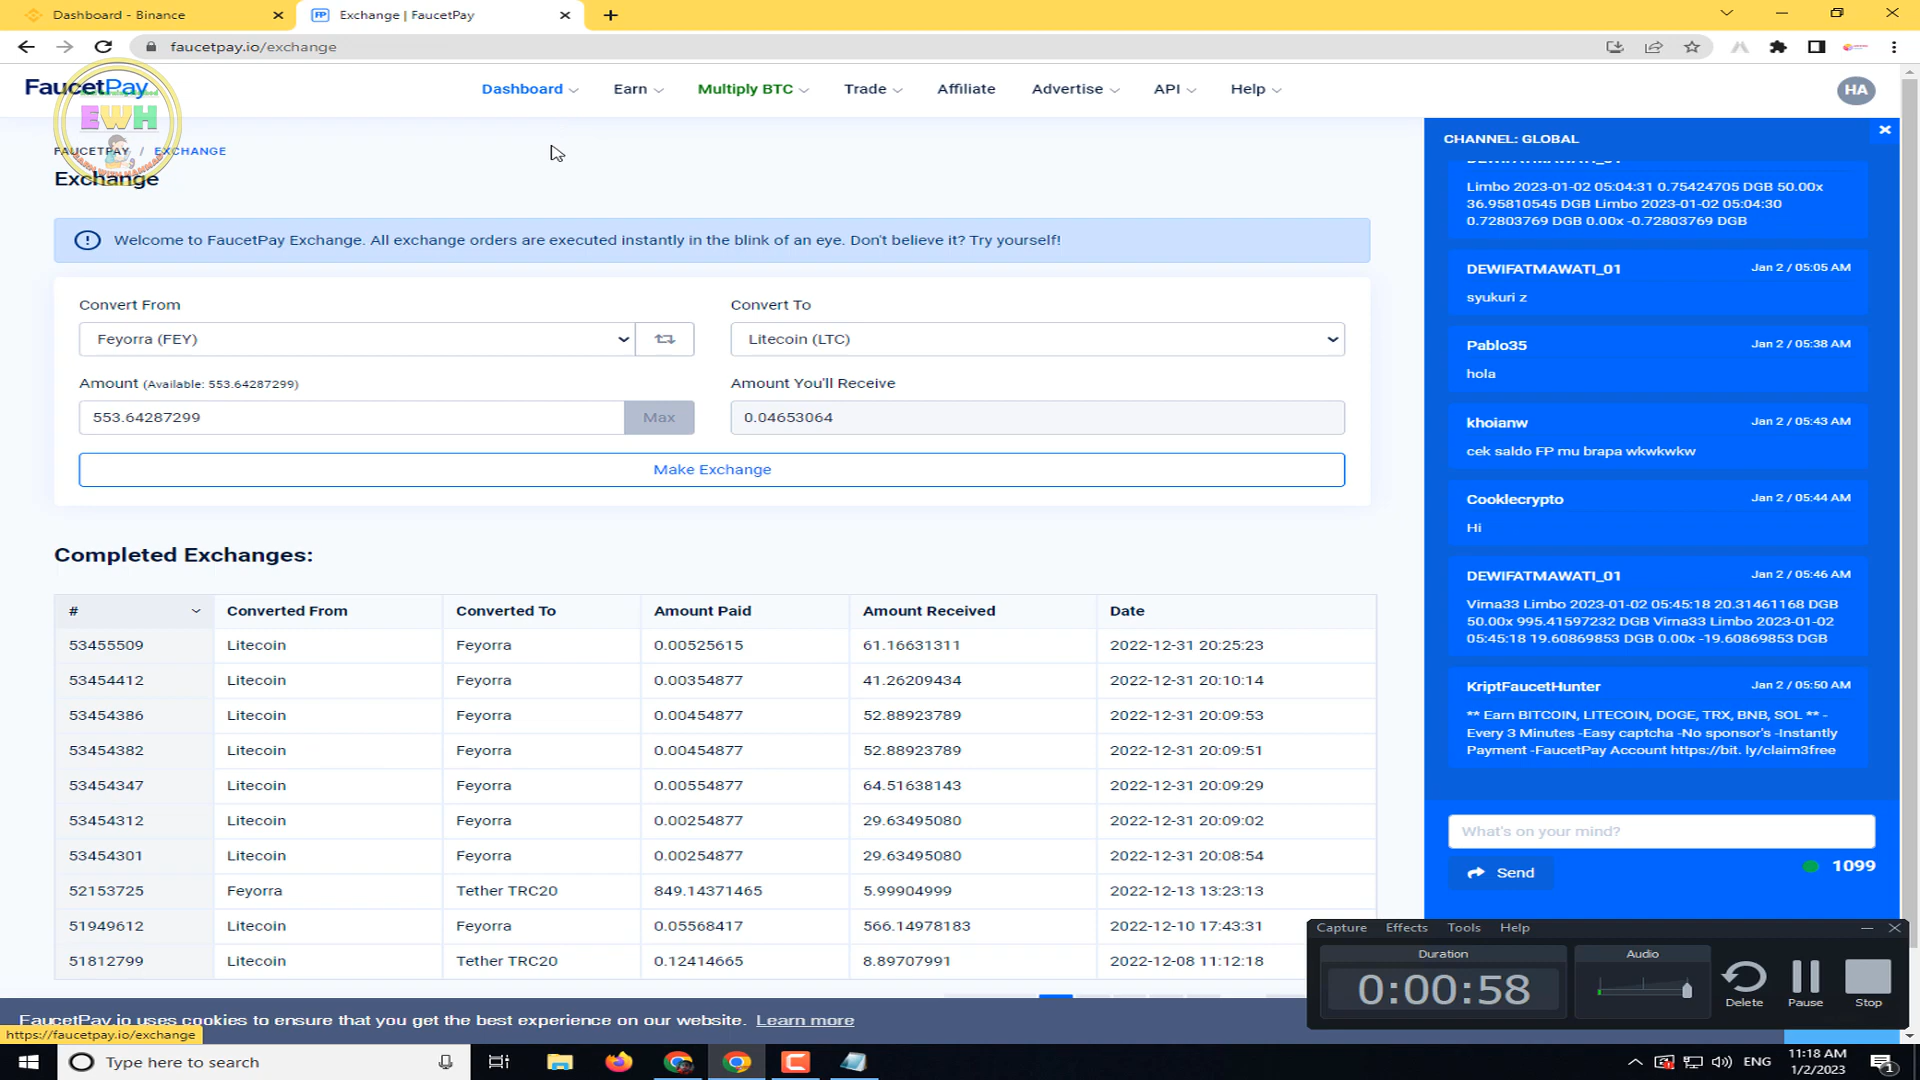 Dashboard - Binance
Exchange | FaucetPay
faucetpay.io/exchange
FaucetPay
EWH
Dashboard
Earn
Multiply BTC
Trade
Affiliate
Advertise
API
Help
HA
FAUCETPAY / EXCHANGE
Exchange
Welcome to FaucetPay Exchange. All exchange orders are executed instantly in the blink of an eye. Don't believe it? Try yourself!
Convert From
Convert To
Feyorra (FEY)
Litecoin (LTC)
Amount (Available: 553.64287299)
Amount You'll Receive
553.64287299
Max
0.04653064
Make Exchange
Completed Exchanges:
# Converted From Converted To Amount Paid Amount Received Date
53455509 Litecoin Feyorra 0.00525615 61.16631311 2022-12-31 20:25:23
53454412 Litecoin Feyorra 0.00354877 41.26209434 2022-12-31 20:10:14
53454386 Litecoin Feyorra 0.00454877 52.88923789 2022-12-31 20:09:53
53454382 Litecoin Feyorra 0.00454877 52.88923789 2022-12-31 20:09:51
53454347 Litecoin Feyorra 0.00554877 64.51638143 2022-12-31 20:09:29
53454312 Litecoin Feyorra 0.00254877 29.63495080 2022-12-31 20:09:02
53454301 Litecoin Feyorra 0.00254877 29.63495080 2022-12-31 20:08:54
52153725 Feyorra Tether TRC20 849.14371465 5.99904999 2022-12-13 13:23:13
51949612 Litecoin Feyorra 0.05568417 566.14978183 2022-12-10 17:43:31
51812799 Litecoin Tether TRC20 0.12414665 8.89707991 2022-12-08 11:12:18
CHANNEL: GLOBAL
DEWIFATMAWATI_01
Limbo 2023-01-02 05:04:31 0.75424705 DGB 50.00x
36.95810545 DGB Limbo 2023-01-02 05:04:30
0.72803769 DGB 0.00x -0.72803769 DGB
DEWIFATMAWATI_01 Jan 2 / 05:05 AM
syukuri z
Pablo35 Jan 2 / 05:38 AM
hola
khoianw Jan 2 / 05:43 AM
cek saldo FP mu brapa wkwkwkw
Cooklecrypto Jan 2 / 05:44 AM
Hi
DEWIFATMAWATI_01 Jan 2 / 05:46 AM
Virna33 Limbo 2023-01-02 05:45:18 20.31461168 DGB
50.00x 995.41597232 DGB Virna33 Limbo 2023-01-02
05:45:18 19.60869853 DGB 0.00x -19.60869853 DGB
KriptFaucetHunter Jan 2 / 05:50 AM
** Earn BITCOIN, LITECOIN, DOGE, TRX, BNB, SOL ** -
Every 3 Minutes -Easy captcha -No sponsor's -Instantly
Payment -FaucetPay Account https://bit. ly/claim3free
What's on your mind?
Send
1099
Capture Effects Tools Help
Duration
Audio
0:00:58
Delete
Pause
Stop
FaucetPay.io uses cookies to ensure that you get the best experience on our website. Learn more
https://faucetpay.io/exchange
Type here to search
ENG
11:18 AM
1/2/2023
1